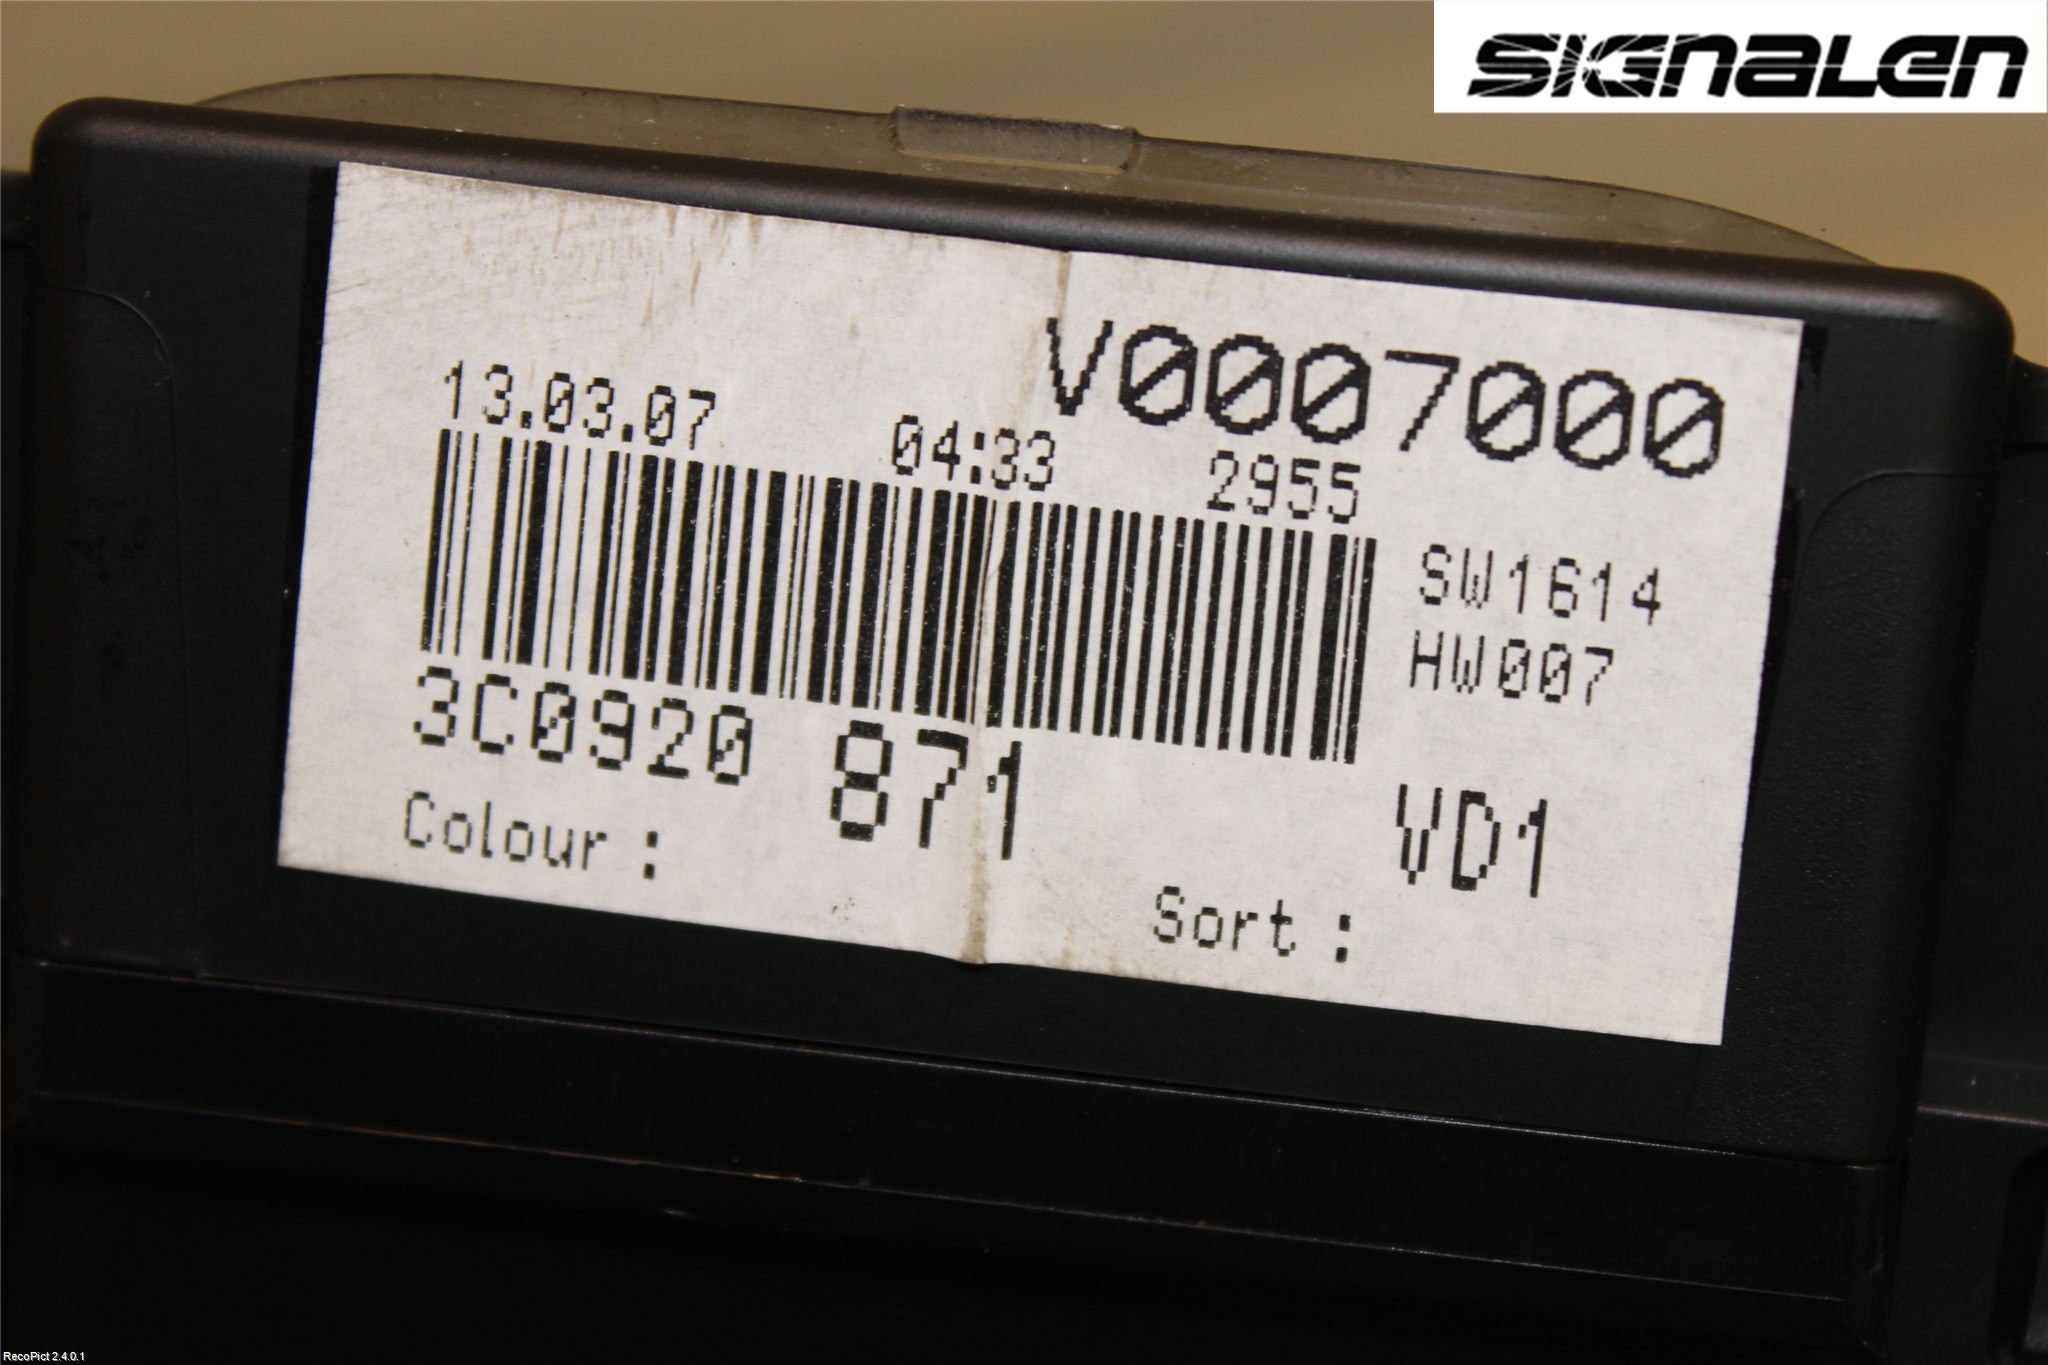 SIGNALEN
V0007000
13.03.07 04:33 2955
SW1614
HW007
3C0920 871 VD1
Colour :
Sort :
RecoPict 2.4.0.1